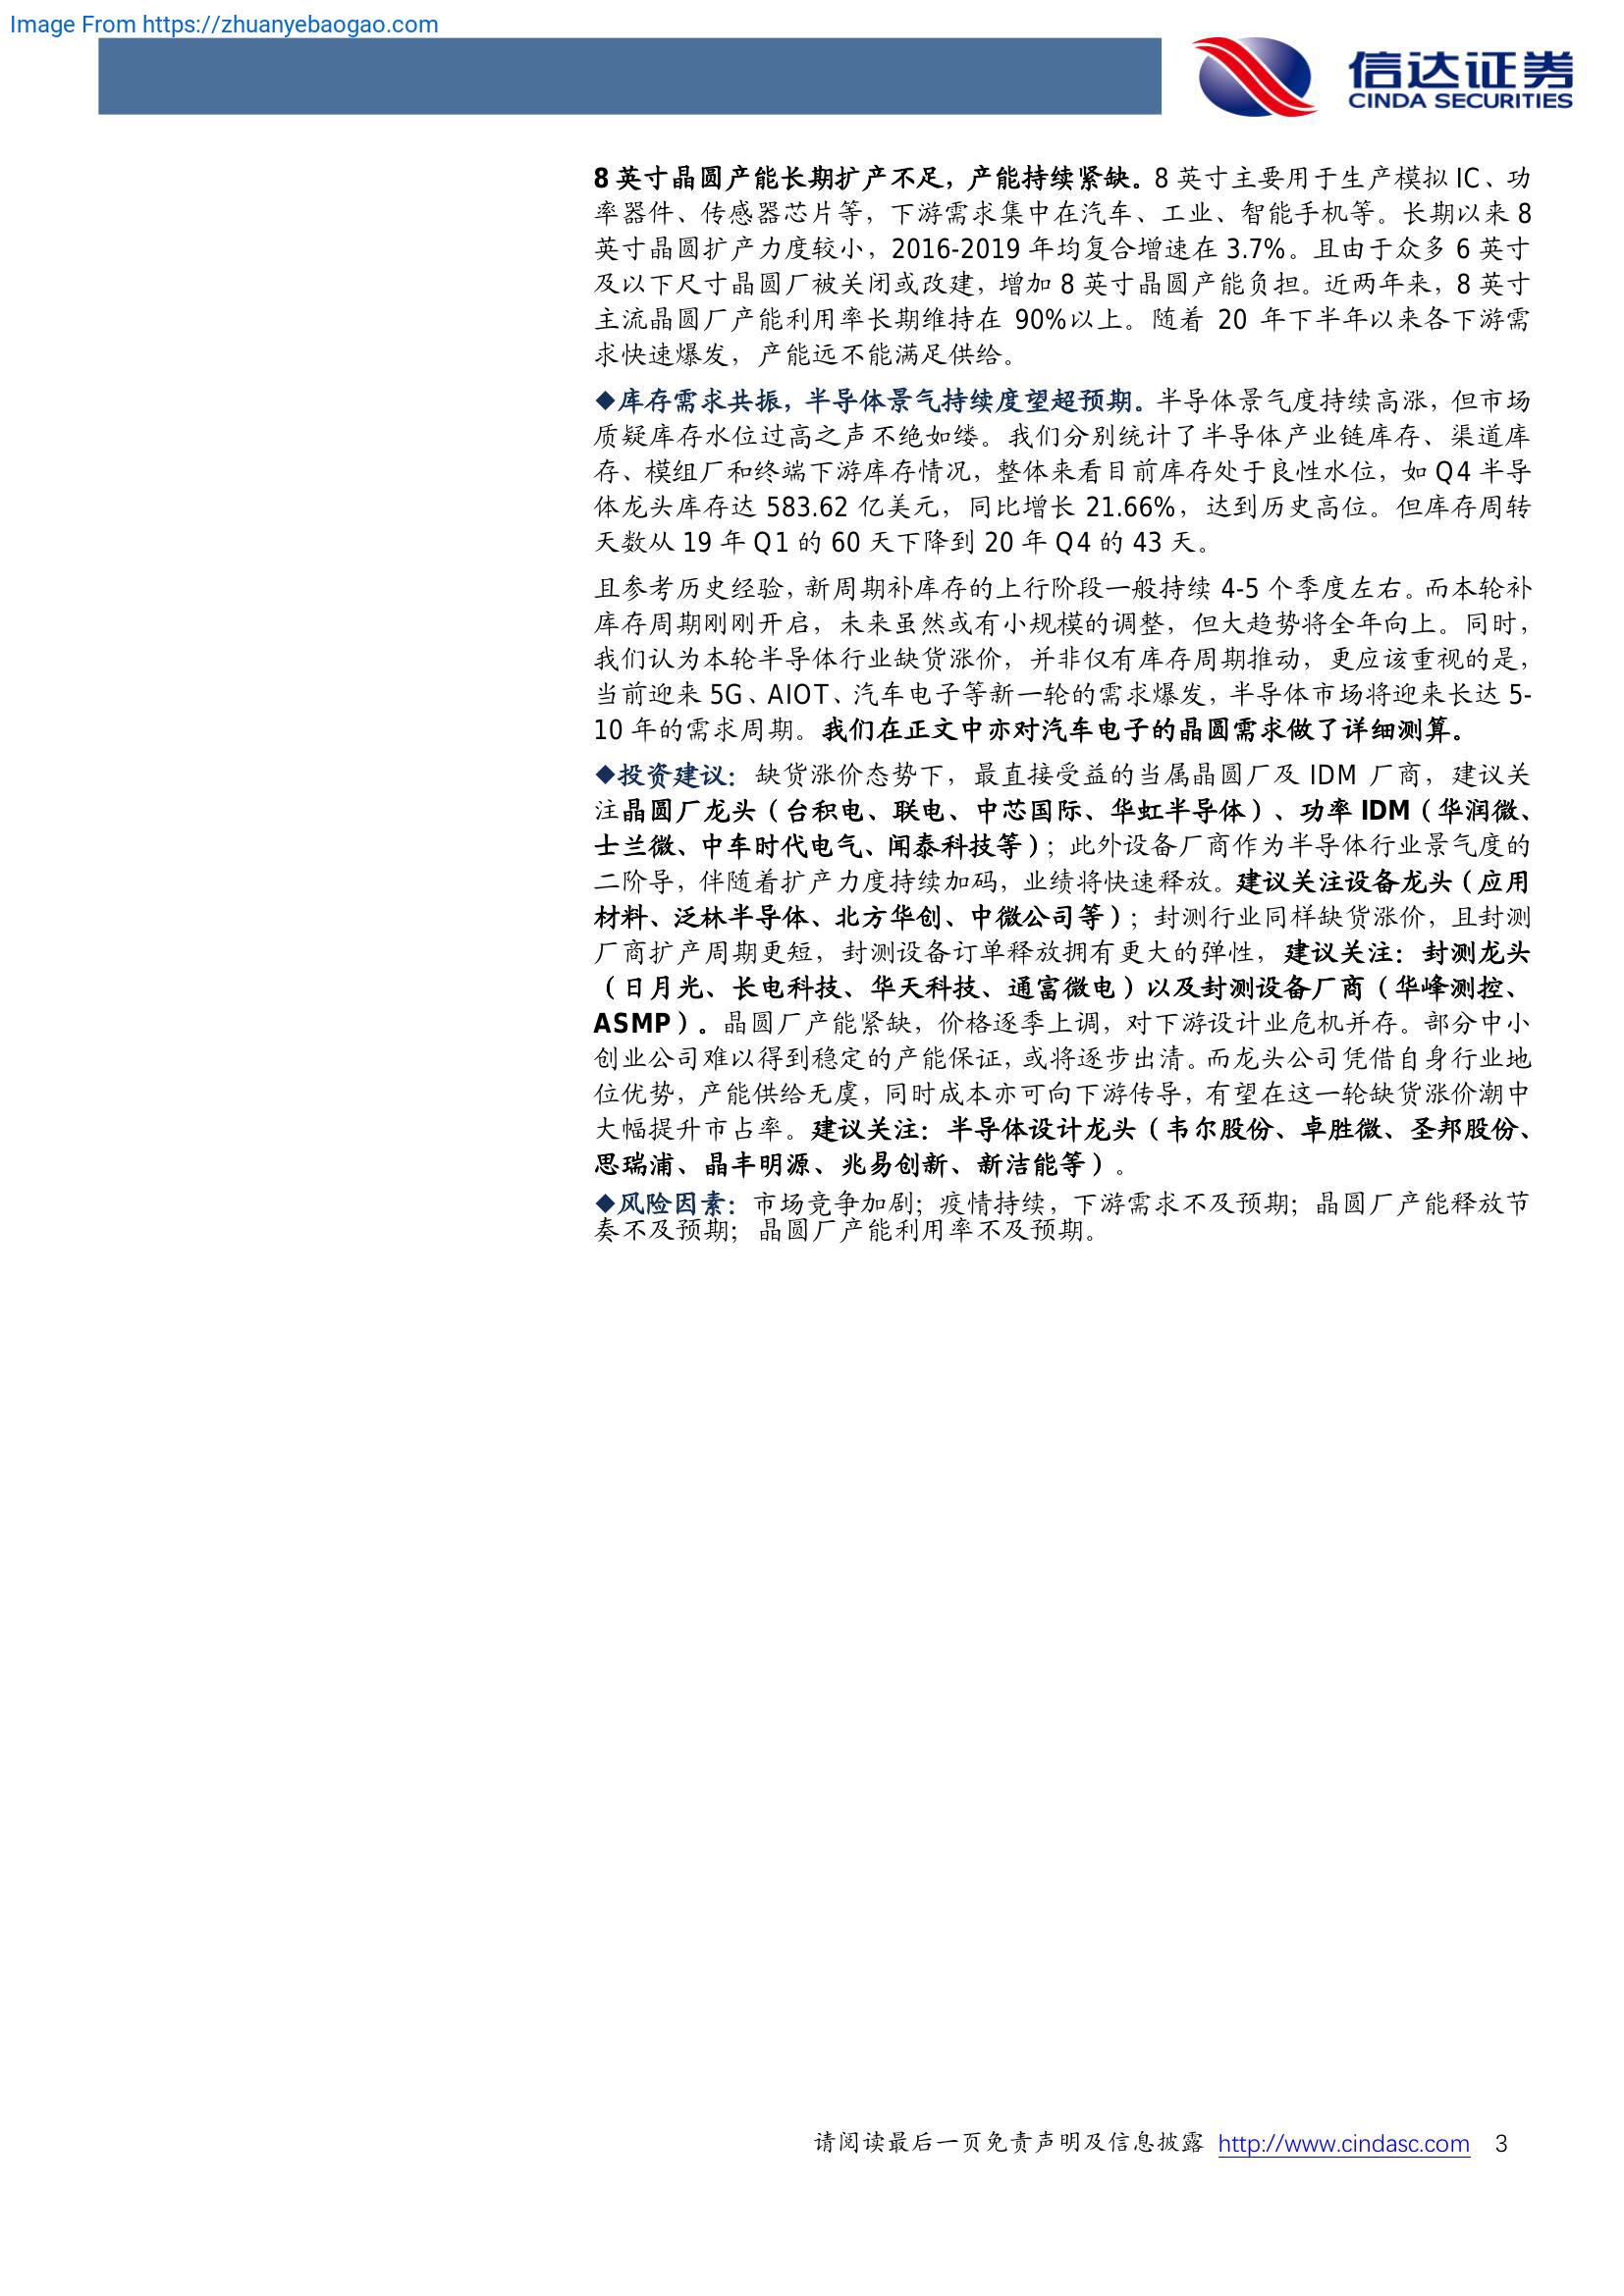 Image From https://zhuanyebaogao.com
信达证券
CINDA SECURITIES
8 英寸晶圆产能长期扩产不足，产能持续紧缺。8 英寸主要用于生产模拟 IC、功
率器件、传感器芯片等，下游需求集中在汽车、工业、智能手机等。长期以来 8
英寸晶圆扩产力度较小，2016-2019 年均复合增速在 3.7%。且由于众多 6 英寸
及以下尺寸晶圆厂被关闭或改建，增加 8 英寸晶圆产能负担。近两年来，8 英寸
主流晶圆厂产能利用率长期维持在 90%以上。随着 20 年下半年以来各下游需
求快速爆发，产能远不能满足供给。
◆库存需求共振，半导体景气持续度望超预期。半导体景气度持续高涨，但市场
质疑库存水位过高之声不绝如缕。我们分别统计了半导体产业链库存、渠道库
存、模组厂和终端下游库存情况，整体来看目前库存处于良性水位，如 Q4 半导
体龙头库存达 583.62 亿美元，同比增长 21.66%，达到历史高位。但库存周转
天数从 19 年 Q1 的 60 天下降到 20 年 Q4 的 43 天。
且参考历史经验，新周期补库存的上行阶段一般持续 4-5 个季度左右。而本轮补
库存周期刚刚开启，未来虽然或有小规模的调整，但大趋势将全年向上。同时，
我们认为本轮半导体行业缺货涨价，并非仅有库存周期推动，更应该重视的是，
当前迎来 5G、AIOT、汽车电子等新一轮的需求爆发，半导体市场将迎来长达 5-
10 年的需求周期。我们在正文中亦对汽车电子的晶圆需求做了详细测算。
◆投资建议：缺货涨价态势下，最直接受益的当属晶圆厂及 IDM 厂商，建议关
注晶圆厂龙头（台积电、联电、中芯国际、华虹半导体）、功率 IDM（华润微、
士兰微、中车时代电气、闻泰科技等）；此外设备厂商作为半导体行业景气度的
二阶导，伴随着扩产力度持续加码，业绩将快速释放。建议关注设备龙头（应用
材料、泛林半导体、北方华创、中微公司等）；封测行业同样缺货涨价，且封测
厂商扩产周期更短，封测设备订单释放拥有更大的弹性，建议关注：封测龙头
（日月光、长电科技、华天科技、通富微电）以及封测设备厂商（华峰测控、
ASMP）。晶圆厂产能紧缺，价格逐季上调，对下游设计业危机并存。部分中小
创业公司难以得到稳定的产能保证，或将逐步出清。而龙头公司凭借自身行业地
位优势，产能供给无虞，同时成本亦可向下游传导，有望在这一轮缺货涨价潮中
大幅提升市占率。建议关注：半导体设计龙头（韦尔股份、卓胜微、圣邦股份、
思瑞浦、晶丰明源、兆易创新、新洁能等）。
◆风险因素：市场竞争加剧；疫情持续，下游需求不及预期；晶圆厂产能释放节
奏不及预期；晶圆厂产能利用率不及预期。
请阅读最后一页免责声明及信息披露 http://www.cindasc.com 3